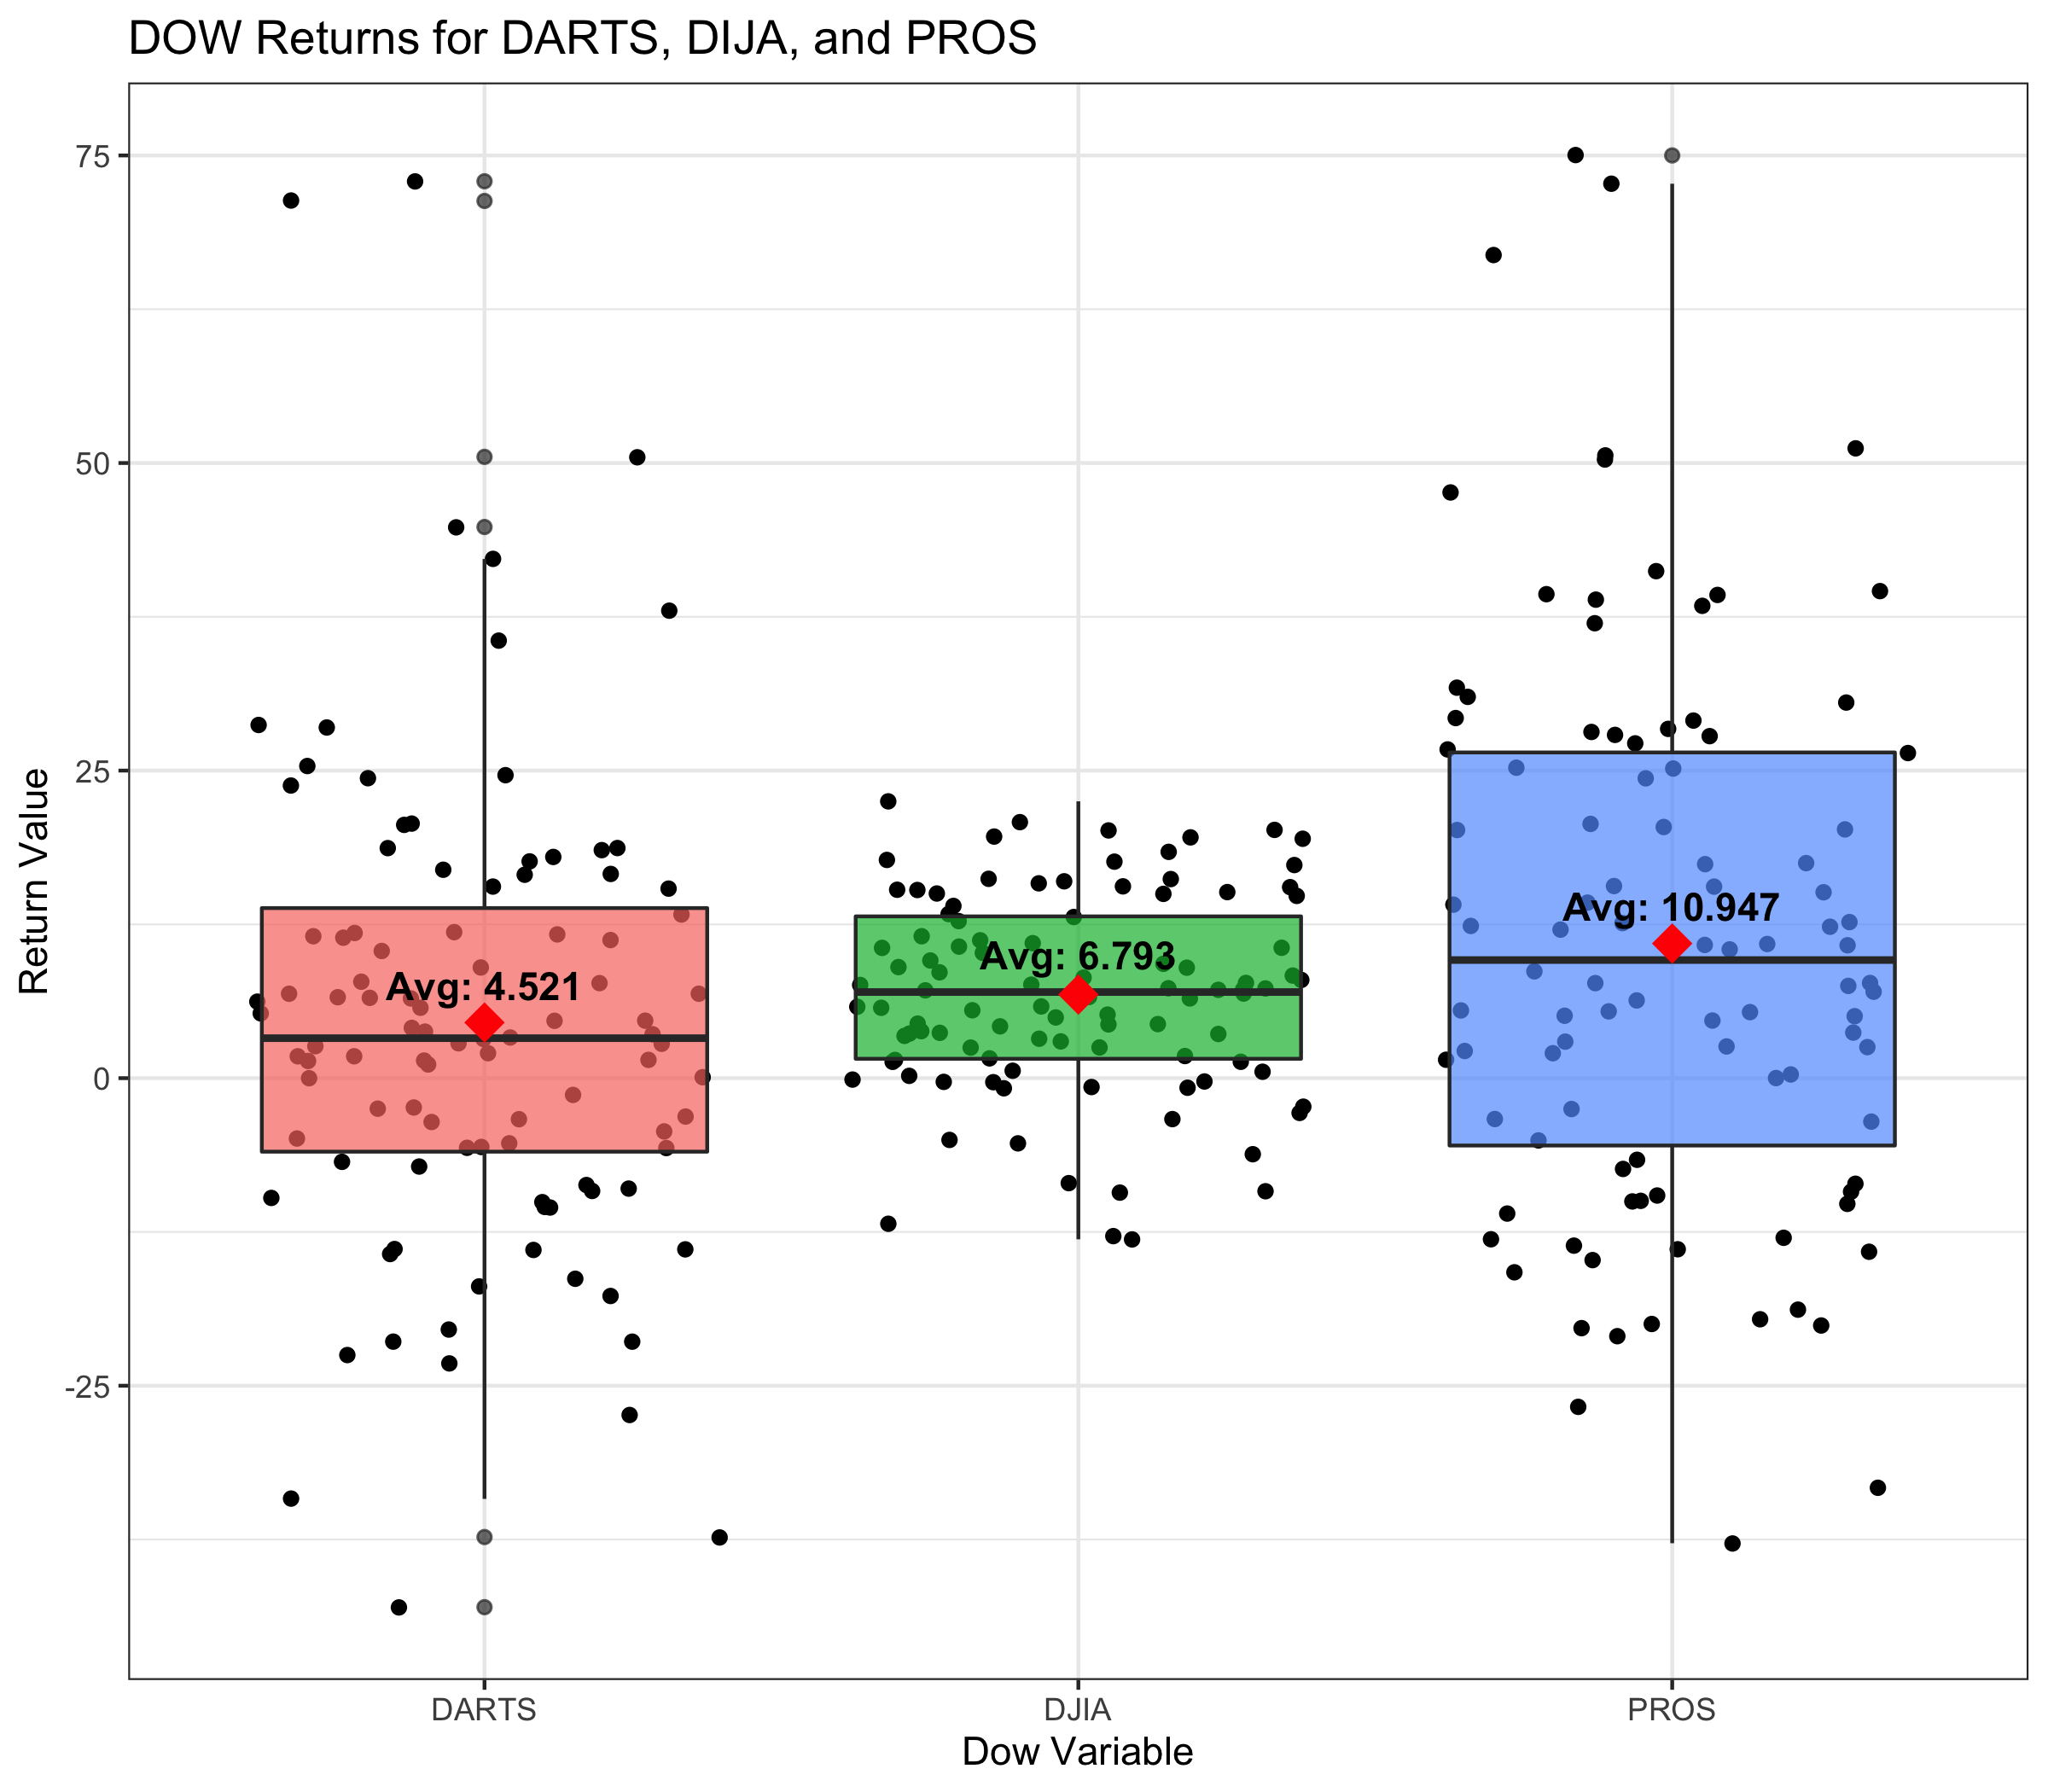 DOW Returns for DARTS, DIJA, and PROS
75
50
25
0
-25
Return Value
Avg: 4.521
Avg: 6.793
Avg: 10.947
DARTS
DJIA
PROS
Dow Variable